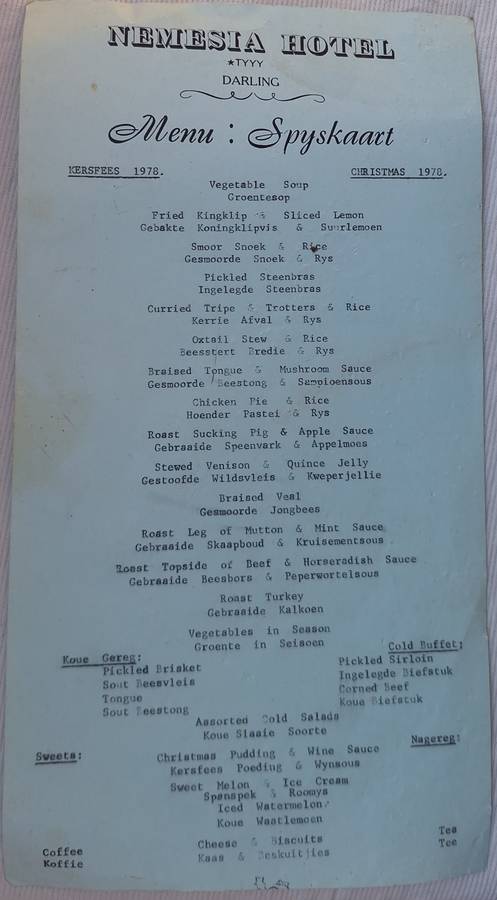 NEMESIA HOTEL
★TYYY
DARLING
Menu : Spyskaart
KERSFEES 1978. CHRISTMAS 1978.
Vegetable Soup
Groentesop
Fried Kingklip & Sliced Lemon
Gebakte Koningklipvis & Suurlemoen
Smoor Snoek & Rice
Gesmoorde Snoek & Rys
Pickled Steenbras
Ingelegde Steenbras
Curried Tripe & Trotters & Rice
Kerrie Afval & Rys
Oxtail Stew & Rice
Beesstert Bredie & Rys
Braised Tongue & Mushroom Sauce
Gesmoorde Beestong & Sampioensous
Chicken Pie & Rice
Hoender Pastei & Rys
Roast Sucking Pig & Apple Sauce
Gebraaide Speenvark & Appelmoes
Stewed Venison & Quince Jelly
Gestoofde Wildsvleis & Kweperjellie
Braised Veal
Gesmoorde Jongbees
Roast Leg of Mutton & Mint Sauce
Gebraaide Skaapboud & Kruisementsous
Roast Topside of Beef & Horseradish Sauce
Gebraaide Beesbors & Peperwortelsous
Roast Turkey
Gebraaide Kalkoen
Vegetables in Season
Groente in Seisoen
Koue Gereg: Cold Buffet:
Pickled Brisket Pickled Sirloin
Sout Beesvleis Ingelegde Biefstuk
Tongue Corned Beef
Sout Beestong Koue Biefstuk
Assorted Cold Salads
Koue Slaaie Soorte
Sweets: Nagereg:
Christmas Pudding & Wine Sauce
Kersfees Poeding & Wynsous
Sweet Melon & Ice Cream
Spanspek & Roomys
Iced Watermelon
Koue Waatlemoen
Coffee Cheese & Biscuits Tea
Koffie Kaas & Beskuitjies Tee